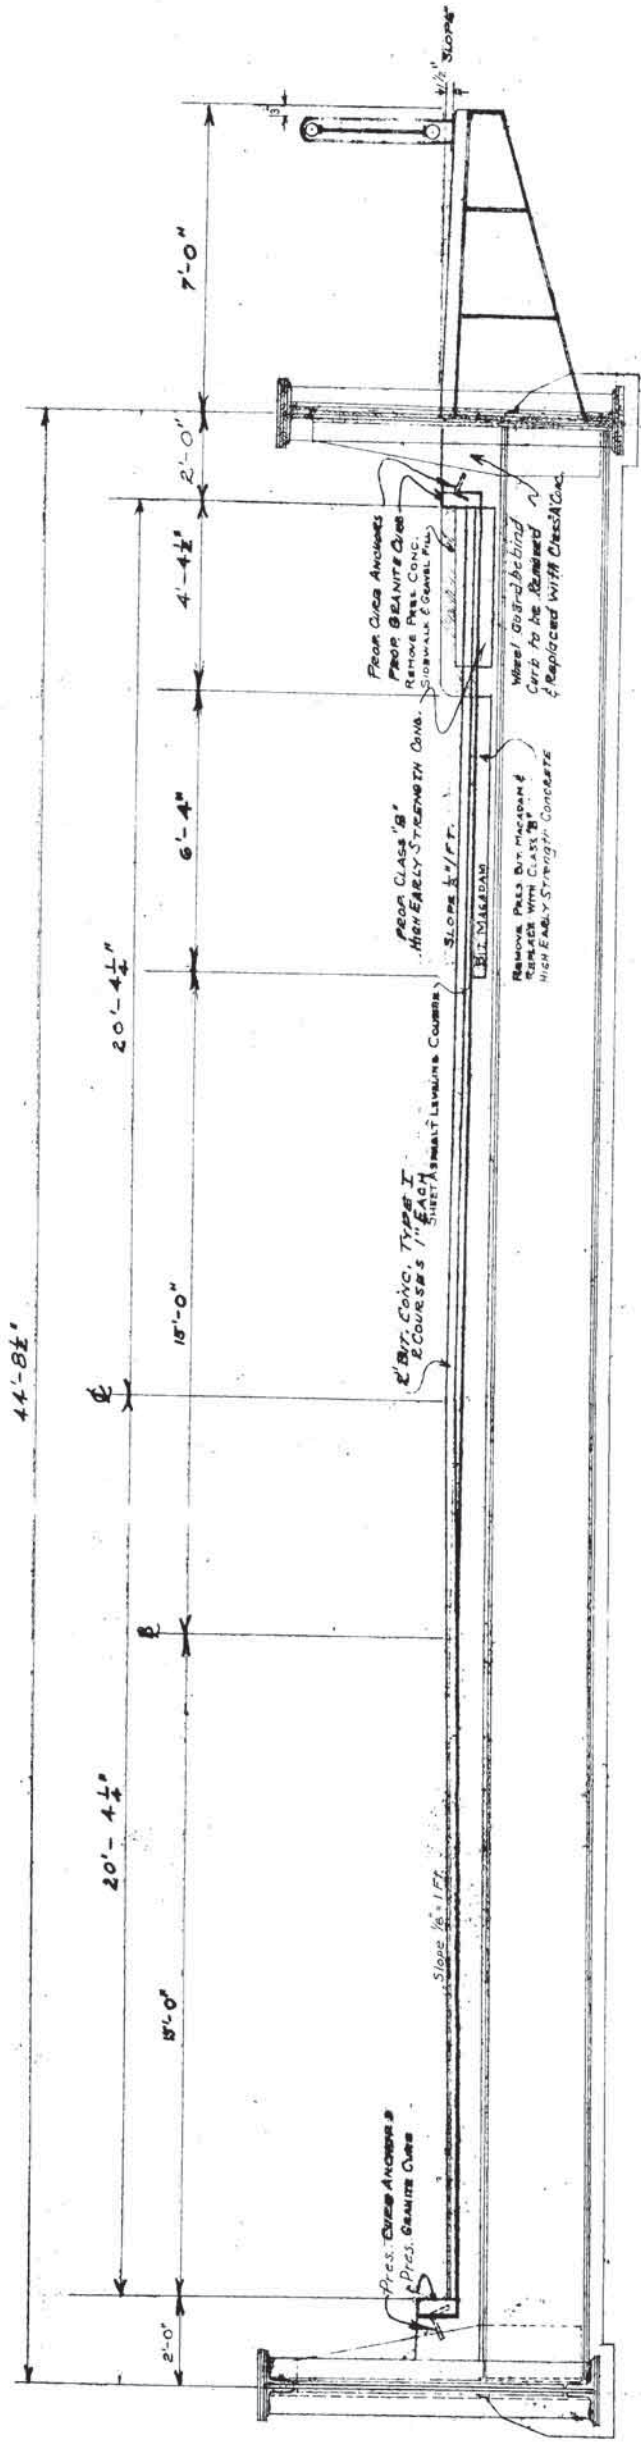 44'-8½"
20'-4¼"
20'-4¼"
2'-0"
15'-0"
15'-0"
6'-4"
4'-4½"
2'-0"
7'-0"
3"
1½"
SLOPE
Pres. CURB ANCHORS
Pres. GRANITE CURB
Slope ⅛" 1 FT.
2" BIT. CONC. TYPE I
2 COURSES 1" EACH
SHEET ASPHALT LEVELING COURSE
PROP. CLASS "B"
HIGH EARLY STRENGTH CONC.
SLOPE ⅛"/FT.
BIT. MACADAM
PROP. CURB ANCHORS
PROP. GRANITE CURB
REMOVE PRES. CONC.
SIDEWALK & GRAVEL FILL
REMOVE PRES. BIT. MACADAM &
REPLACE WITH CLASS "B"
HIGH EARLY STRENGTH CONCRETE
Wheel Guard behind
Curb to be Removed
& Replaced with Class A Conc.